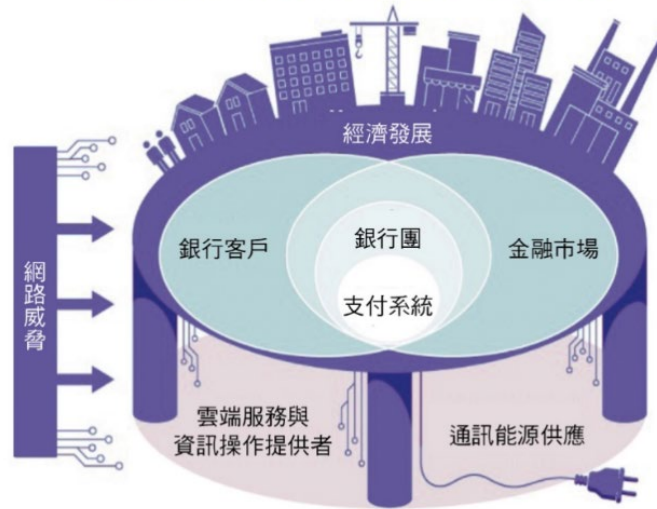 經濟發展
銀行客戶
銀行團
金融市場
支付系統
網路威脅
雲端服務與
資訊操作提供者
通訊能源供應